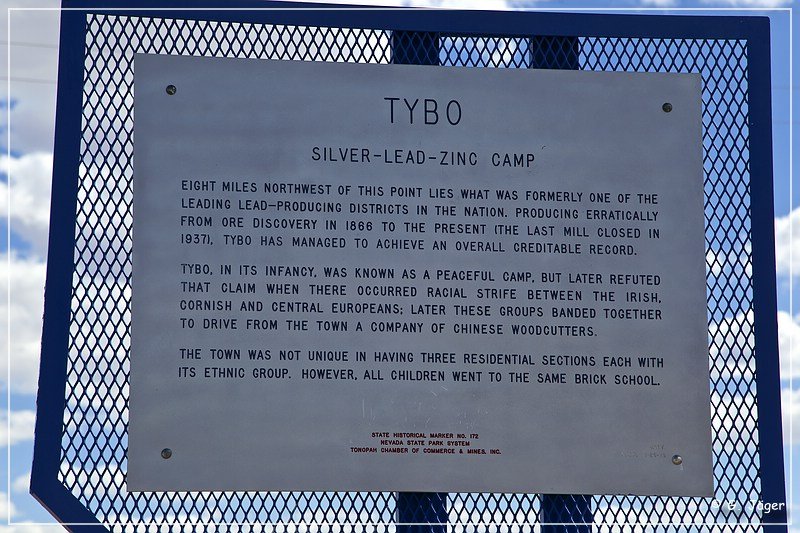 TYBO
SILVER-LEAD-ZINC CAMP
EIGHT MILES NORTHWEST OF THIS POINT LIES WHAT WAS FORMERLY ONE OF THE
LEADING LEAD-PRODUCING DISTRICTS IN THE NATION. PRODUCING ERRATICALLY
FROM ORE DISCOVERY IN 1866 TO THE PRESENT (THE LAST MILL CLOSED IN
1937), TYBO HAS MANAGED TO ACHIEVE AN OVERALL CREDITABLE RECORD.
TYBO, IN ITS INFANCY, WAS KNOWN AS A PEACEFUL CAMP, BUT LATER REFUTED
THAT CLAIM WHEN THERE OCCURRED RACIAL STRIFE BETWEEN THE IRISH,
CORNISH AND CENTRAL EUROPEANS; LATER THESE GROUPS BANDED TOGETHER
TO DRIVE FROM THE TOWN A COMPANY OF CHINESE WOODCUTTERS.
THE TOWN WAS NOT UNIQUE IN HAVING THREE RESIDENTIAL SECTIONS EACH WITH
ITS ETHNIC GROUP. HOWEVER, ALL CHILDREN WENT TO THE SAME BRICK SCHOOL.
STATE HISTORICAL MARKER NO. 172
NEVADA STATE PARK SYSTEM
TONOPAH CHAMBER OF COMMERCE & MINES, INC.
© G. Jäger